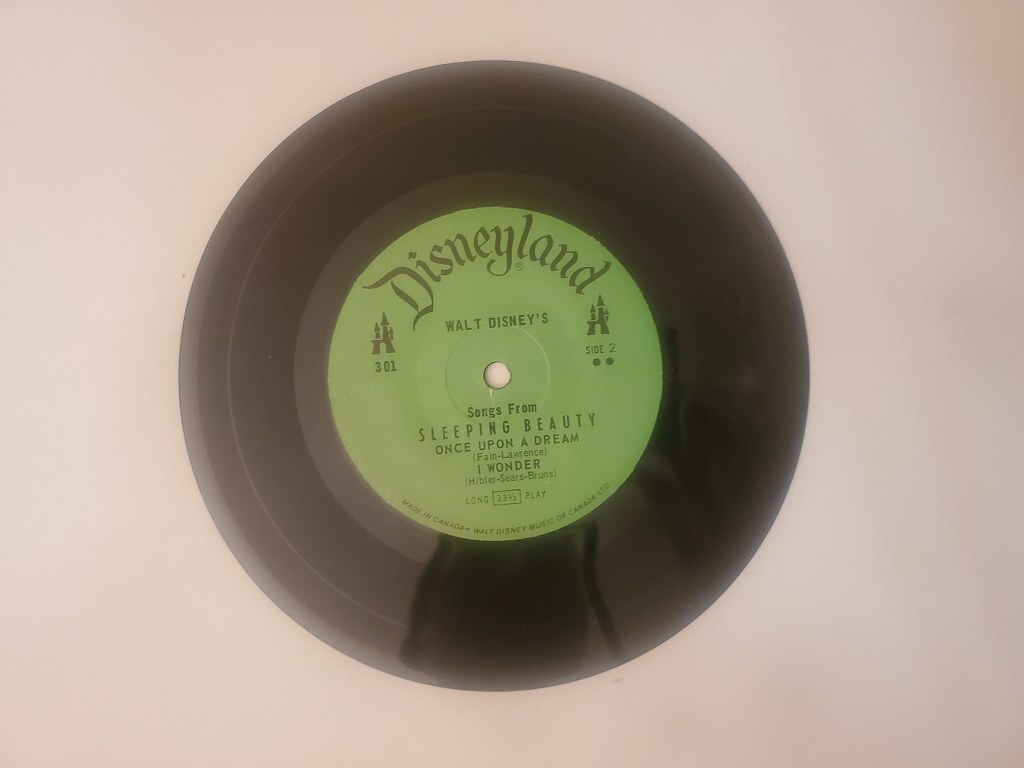 Disneyland®
WALT DISNEY'S
301
SIDE 2
Songs From
SLEEPING BEAUTY
ONCE UPON A DREAM
(Fain-Lawrence)
I WONDER
(Hibler-Sears-Bruns)
LONG 33⅓ PLAY
MADE IN CANADA — WALT DISNEY MUSIC OF CANADA LTD